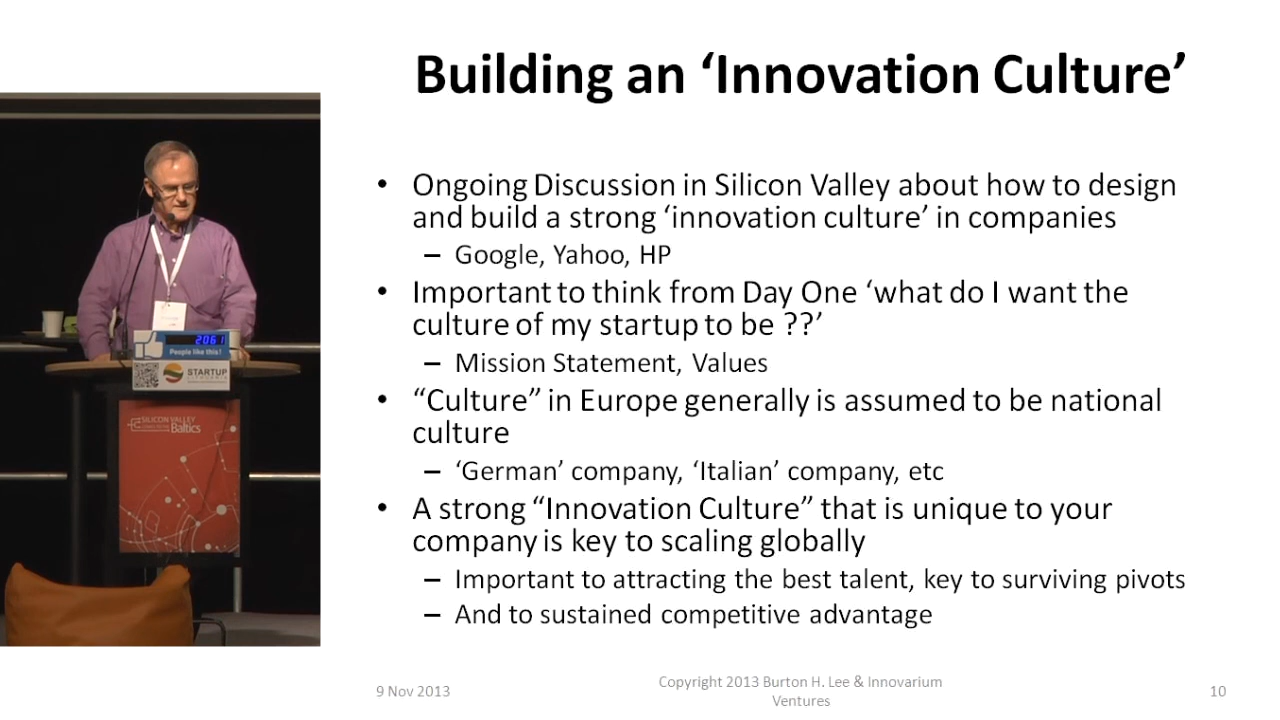 Building an ‘Innovation Culture’
• Ongoing Discussion in Silicon Valley about how to design
and build a strong ‘innovation culture’ in companies
– Google, Yahoo, HP
• Important to think from Day One ‘what do I want the
culture of my startup to be ??’
– Mission Statement, Values
• “Culture” in Europe generally is assumed to be national
culture
– ‘German’ company, ‘Italian’ company, etc
• A strong “Innovation Culture” that is unique to your
company is key to scaling globally
– Important to attracting the best talent, key to surviving pivots
– And to sustained competitive advantage
9 Nov 2013
Copyright 2013 Burton H. Lee & Innovarium
Ventures
10
2061
People like this!
STARTUP
LITHUANIA
SILICON VALLEY
Baltics